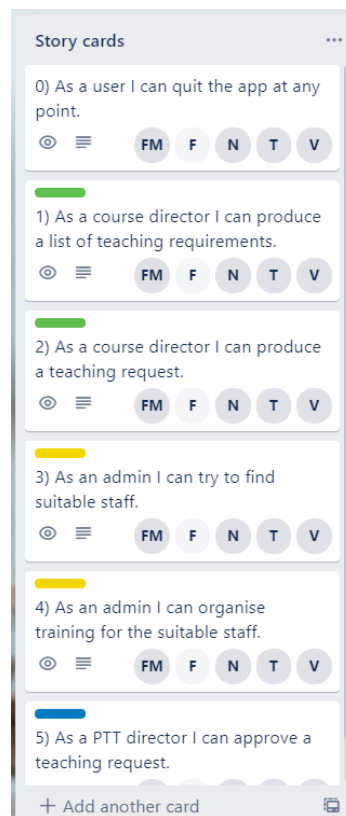 Story cards
0) As a user I can quit the app at any
point.
FM F N T V
1) As a course director I can produce
a list of teaching requirements.
FM F N T V
2) As a course director I can produce
a teaching request.
FM F N T V
3) As an admin I can try to find
suitable staff.
FM F N T V
4) As an admin I can organise
training for the suitable staff.
FM F N T V
5) As a PTT director I can approve a
teaching request.
+ Add another card